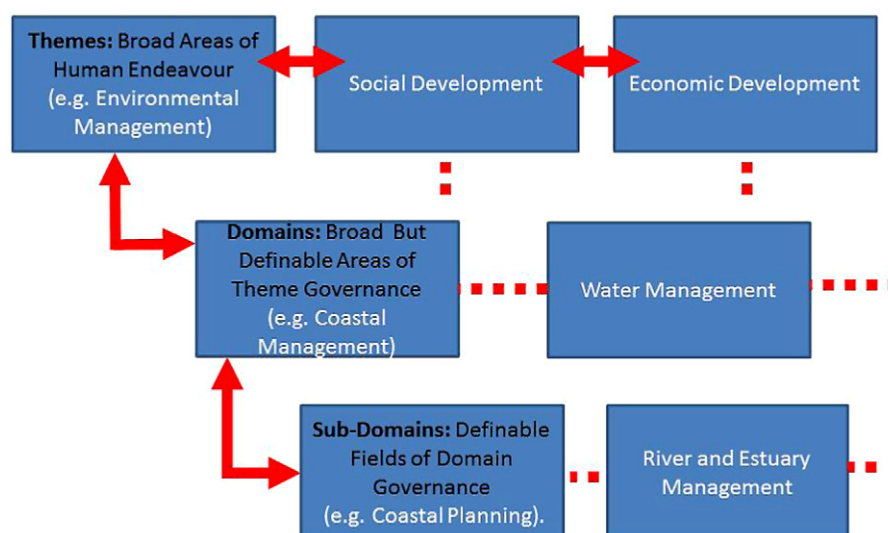 Themes: Broad Areas of
Human Endeavour
(e.g. Environmental
Management)
Social Development
Economic Development
Domains: Broad But
Definable Areas of
Theme Governance
(e.g. Coastal
Management)
Water Management
Sub-Domains: Definable
Fields of Domain
Governance
(e.g. Coastal Planning).
River and Estuary
Management